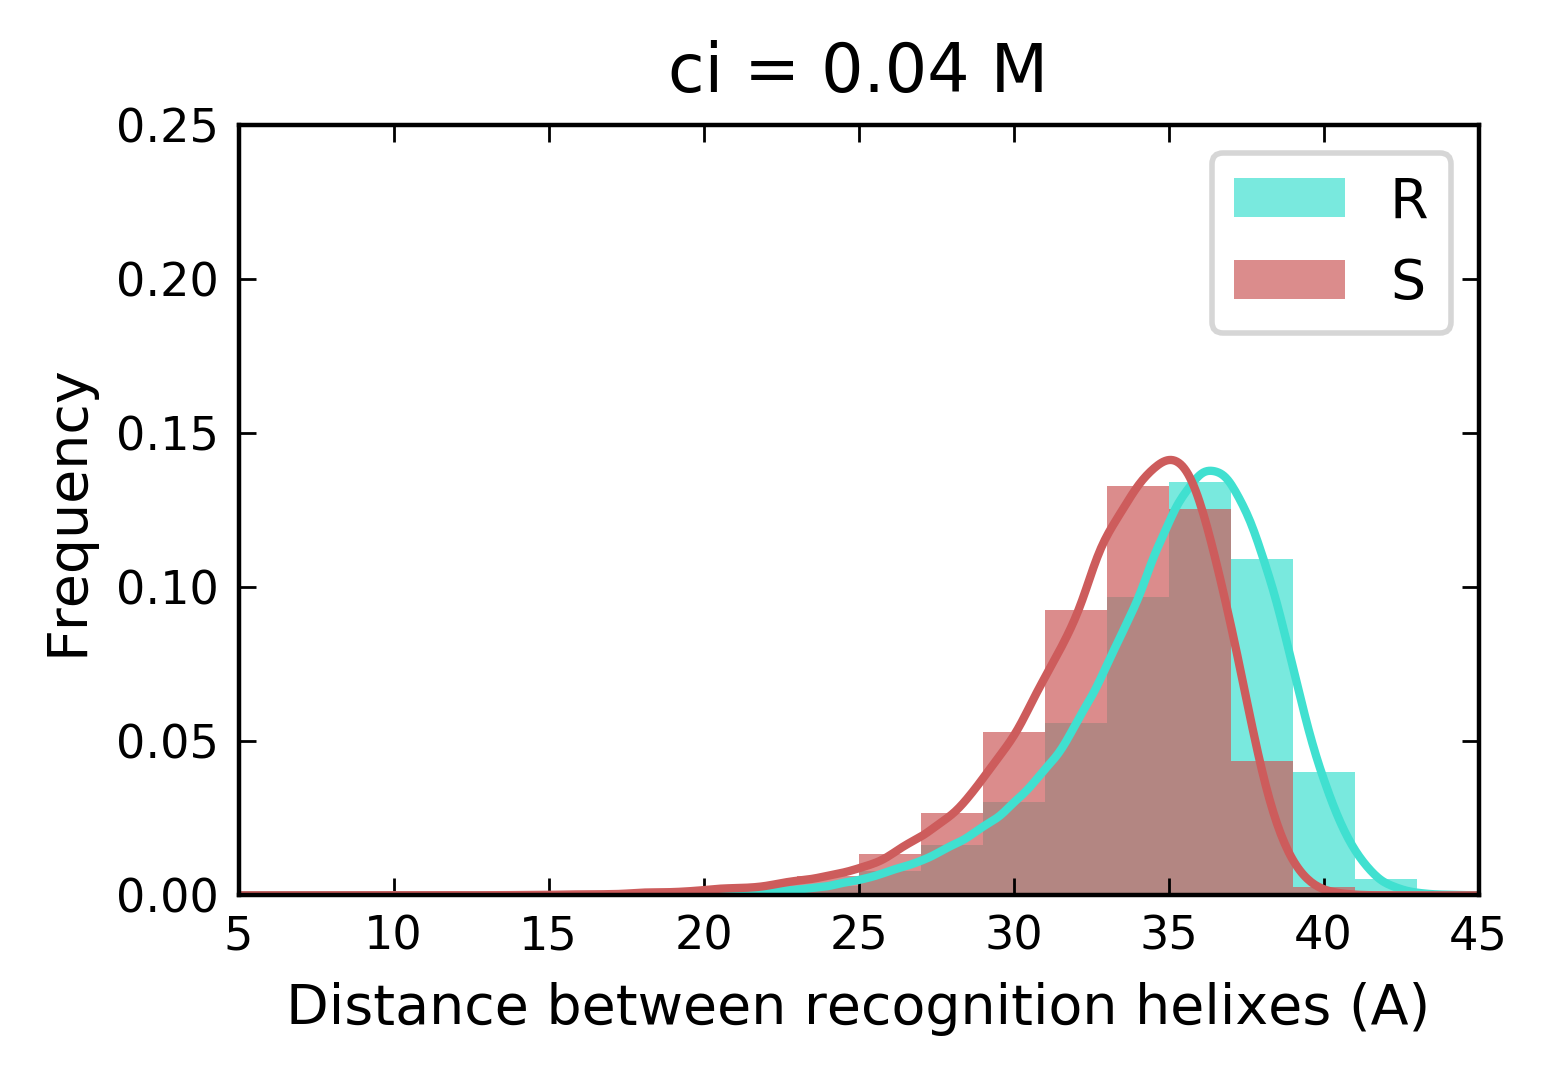 ci = 0.04 M
0.25
0.20
0.15
0.10
0.05
0.00
Frequency
R
S
5 10 15 20 25 30 35 40 45
Distance between recognition helixes (A)